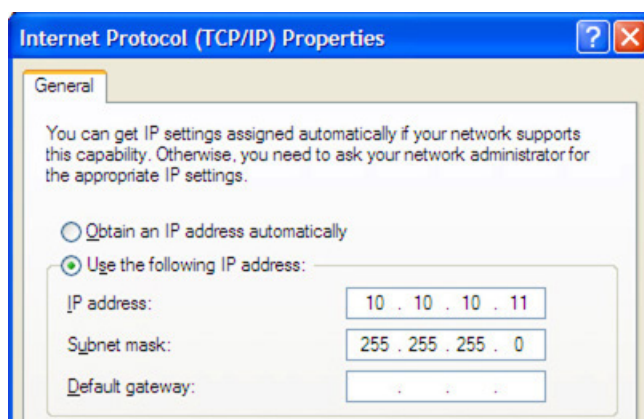 Internet Protocol (TCP/IP) Properties
General
You can get IP settings assigned automatically if your network supports
this capability. Otherwise, you need to ask your network administrator for
the appropriate IP settings.
Obtain an IP address automatically
Use the following IP address:
IP address: 10 . 10 . 10 . 11
Subnet mask: 255 . 255 . 255 . 0
Default gateway: . . .